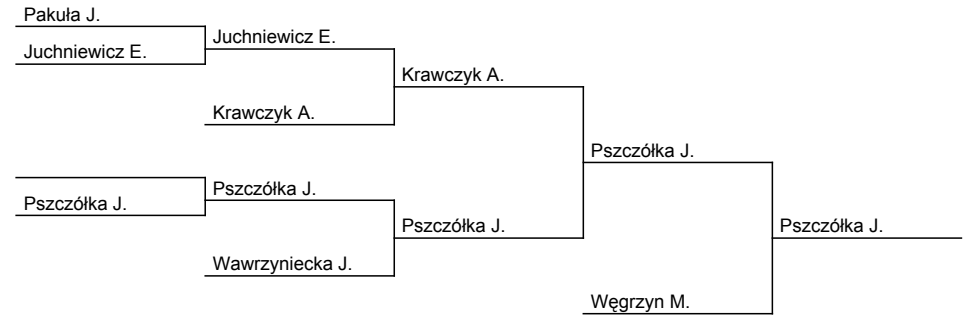 Pakuła J.
Juchniewicz E.
Juchniewicz E.
Krawczyk A.
Krawczyk A.
Pszczółka J.
Pszczółka J.
Pszczółka J.
Pszczółka J.
Pszczółka J.
Wawrzyniecka J.
Węgrzyn M.